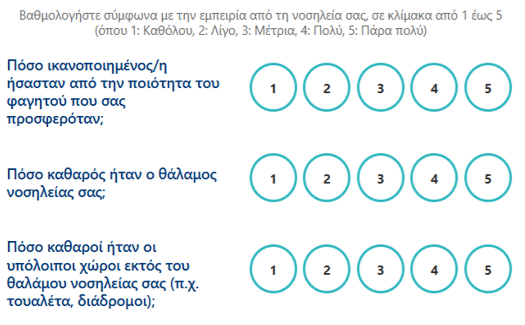 Βαθμολογήστε σύμφωνα με την εμπειρία από τη νοσηλεία σας, σε κλίμακα από 1 έως 5
(όπου 1: Καθόλου, 2: Λίγο, 3: Μέτρια, 4: Πολύ, 5: Πάρα πολύ)
Πόσο ικανοποιημένος/η
ήσασταν από την ποιότητα του
φαγητού που σας
προσφερόταν;
1 2 3 4 5
Πόσο καθαρός ήταν ο θάλαμος
νοσηλείας σας;
1 2 3 4 5
Πόσο καθαροί ήταν οι
υπόλοιποι χώροι εκτός του
θαλάμου νοσηλείας σας (π.χ.
τουαλέτα, διάδρομοι);
1 2 3 4 5